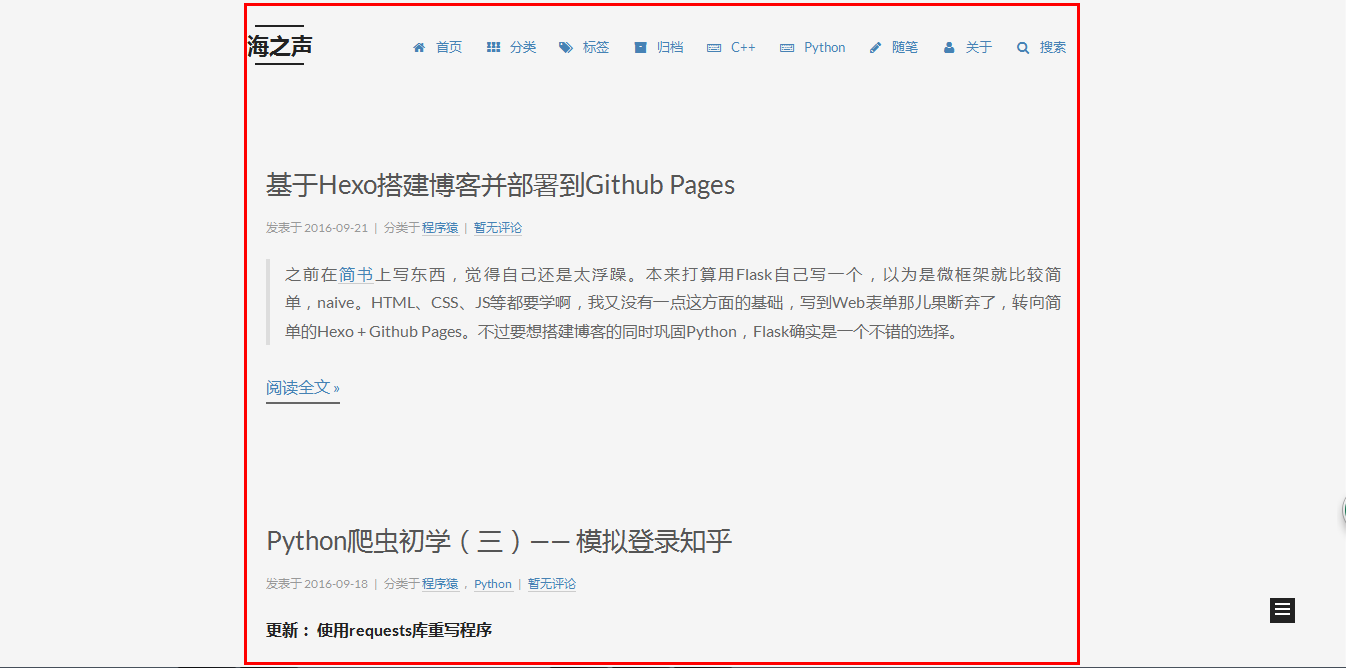 海之声
首页 分类 标签 归档 C++ Python 随笔 关于 搜索
基于Hexo搭建博客并部署到Github Pages
发表于 2016-09-21 | 分类于 程序猿 | 暂无评论
之前在简书上写东西，觉得自己还是太浮躁。本来打算用Flask自己写一个，以为是微框架就比较简
单，naive。HTML、CSS、JS等都要学啊，我又没有一点这方面的基础，写到Web表单那儿果断弃了，转向简
单的Hexo＋Github Pages。不过要想搭建博客的同时巩固Python，Flask确实是一个不错的选择。
阅读全文 »
Python爬虫初学（三）—— 模拟登录知乎
发表于 2016-09-18 | 分类于 程序猿 ， Python | 暂无评论
更新： 使用requests库重写程序